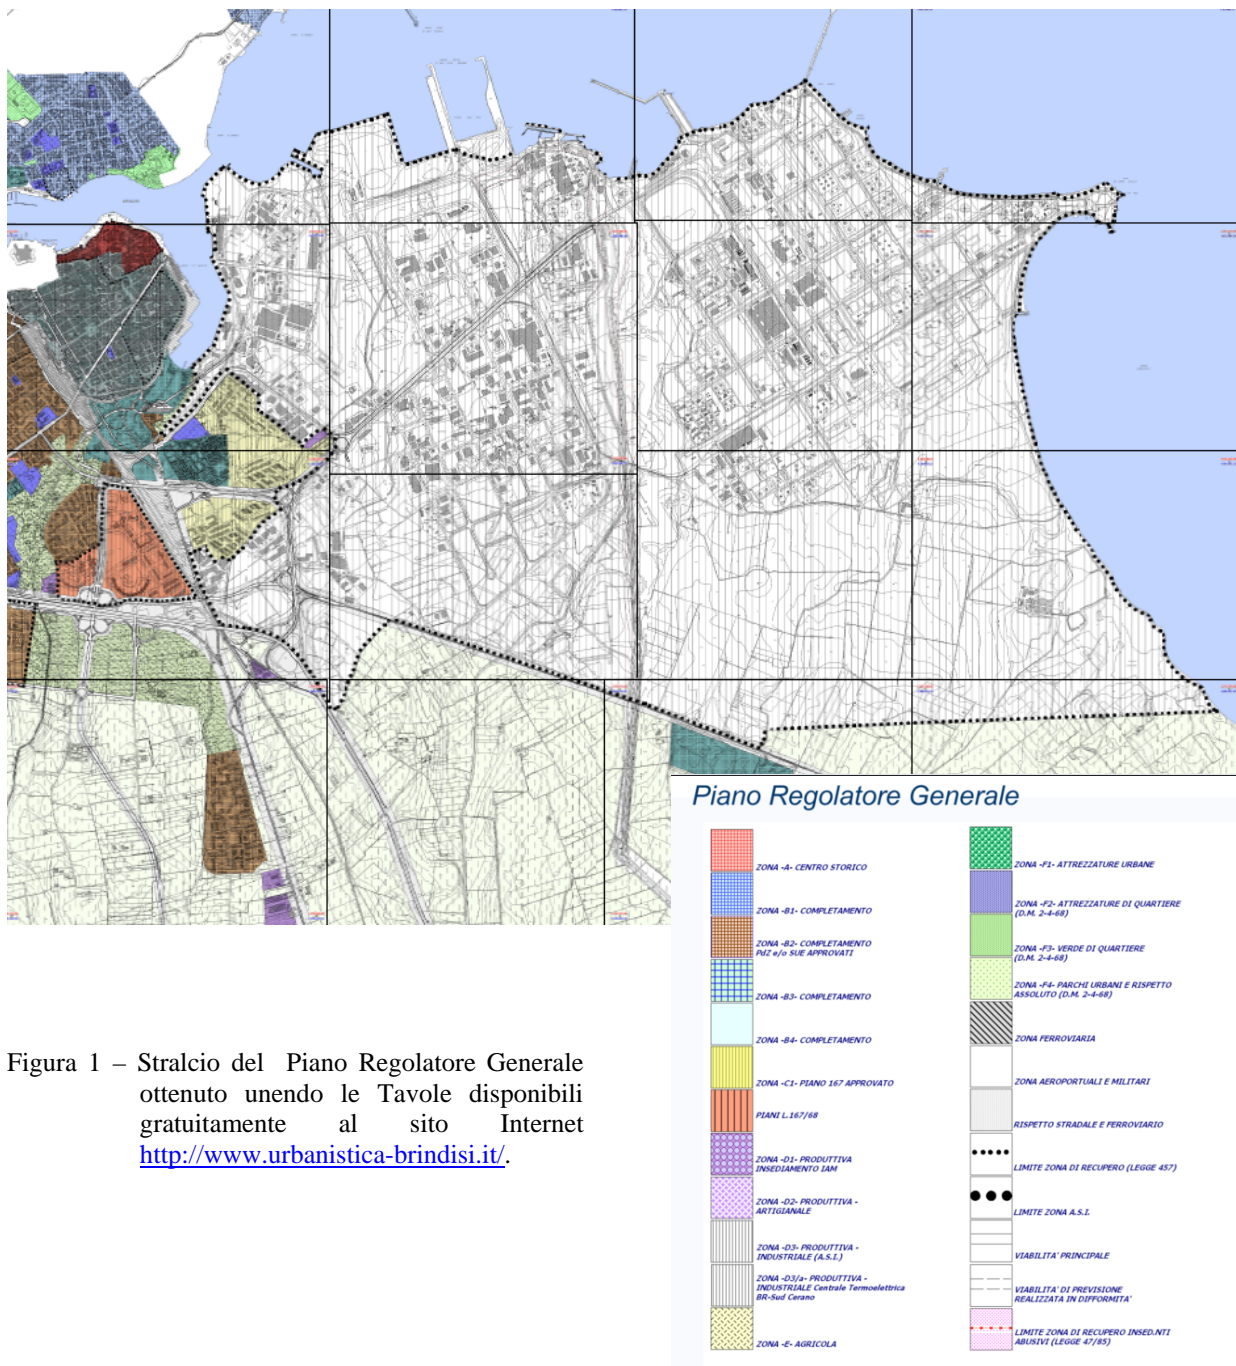 Piano Regolatore Generale
ZONA -A- CENTRO STORICO
ZONA -B1- COMPLETAMENTO
ZONA -B2- COMPLETAMENTO
PdZ e/o SUE APPROVATI
ZONA -B3- COMPLETAMENTO
ZONA -B4- COMPLETAMENTO
ZONA -C1- PIANO 167 APPROVATO
PIANI L.167/68
ZONA -D1- PRODUTTIVA
INSEDIAMENTO IAM
ZONA -D2- PRODUTTIVA -
ARTIGIANALE
ZONA -D3- PRODUTTIVA -
INDUSTRIALE (A.S.I.)
ZONA -D3/a- PRODUTTIVA -
INDUSTRIALE Centrale Termoelettrica
BR-Sud Cerano
ZONA -E- AGRICOLA
ZONA -F1- ATTREZZATURE URBANE
ZONA -F2- ATTREZZATURE DI QUARTIERE
(D.M. 2-4-68)
ZONA -F3- VERDE DI QUARTIERE
(D.M. 2-4-68)
ZONA -F4- PARCHI URBANI E RISPETTO
ASSOLUTO (D.M. 2-4-68)
ZONA FERROVIARIA
ZONA AEROPORTUALI E MILITARI
RISPETTO STRADALE E FERROVIARIO
LIMITE ZONA DI RECUPERO (LEGGE 457)
LIMITE ZONA A.S.I.
VIABILITA' PRINCIPALE
VIABILITA' DI PREVISIONE
REALIZZATA IN DIFFORMITA'
LIMITE ZONA DI RECUPERO INSED.NTI
ABUSIVI (LEGGE 47/85)
Figura 1 – Stralcio del Piano Regolatore Generale
ottenuto unendo le Tavole disponibili
gratuitamente al sito Internet
http://www.urbanistica-brindisi.it/.